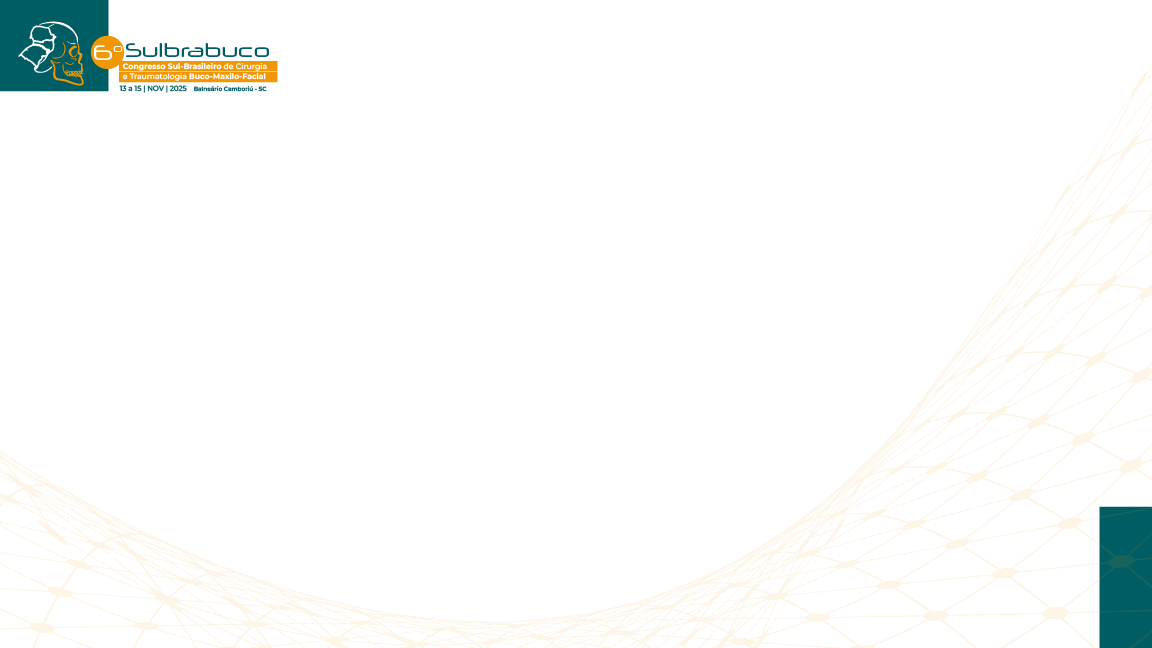 6º Sulbrabuco
Congresso Sul-Brasileiro de Cirurgia
e Traumatologia Buco-Maxilo-Facial
13 a 15 | NOV | 2025 Balneário Camboriú - SC